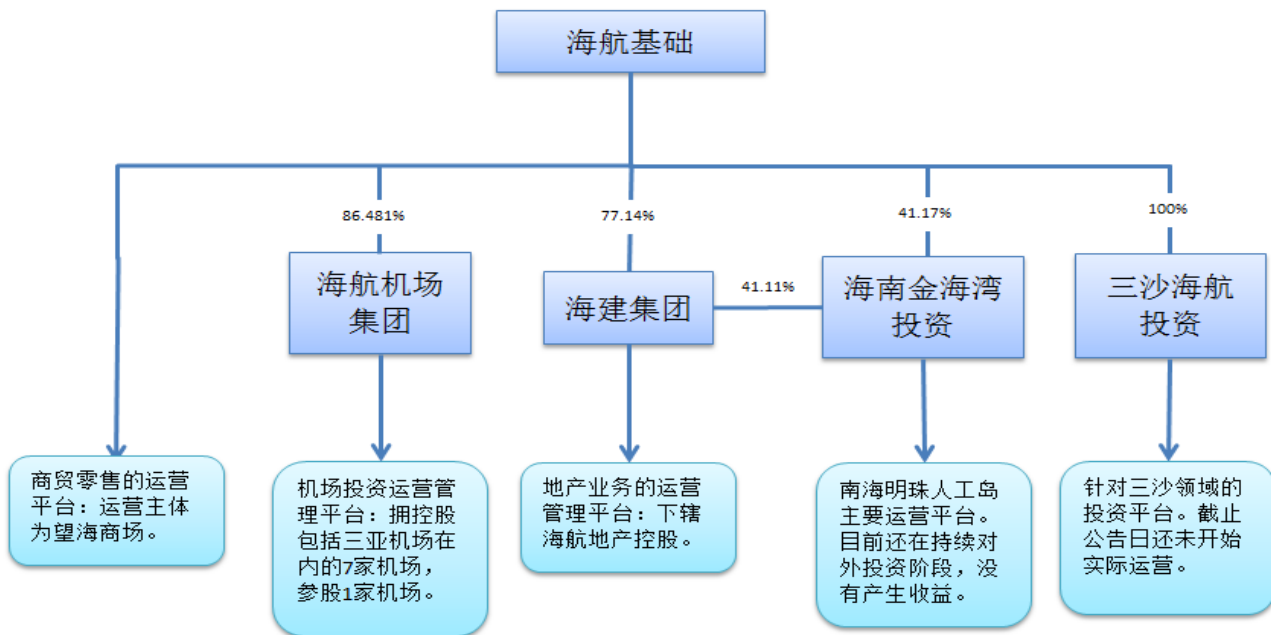 海航基础
86.481%
77.14%
41.17%
100%
海航机场
集团
海建集团
41.11%
海南金海湾
投资
三沙海航
投资
商贸零售的运营
平台：运营主体
为望海商场。
机场投资运营管
理平台：拥控股
包括三亚机场在
内的7家机场，
参股1家机场。
地产业务的运营
管理平台：下辖
海航地产控股。
南海明珠人工岛
主要运营平台。
目前还在持续对
外投资阶段，没
有产生收益。
针对三沙领域的
投资平台。截止
公告日还未开始
实际运营。